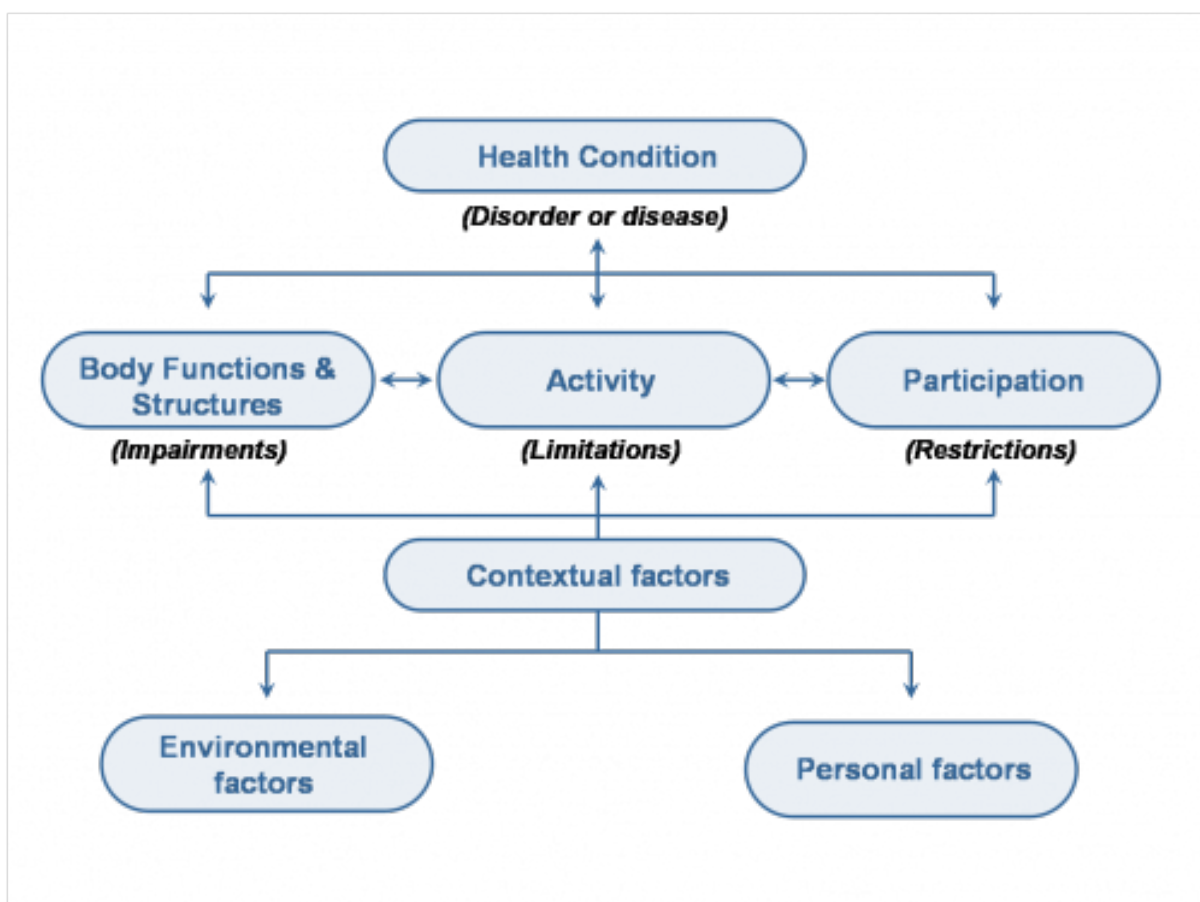 Health Condition
(Disorder or disease)
Body Functions &
Structures
Activity
Participation
(Impairments)
(Limitations)
(Restrictions)
Contextual factors
Environmental
factors
Personal factors